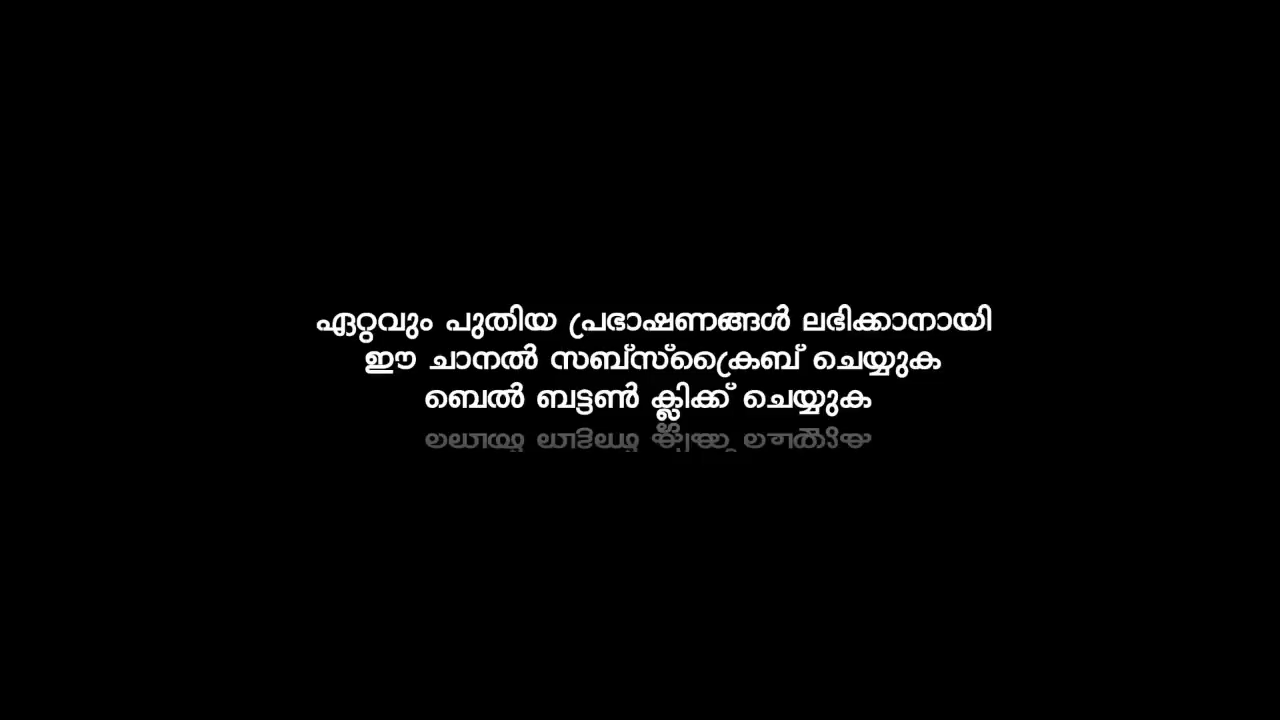 ഏറ്റവും പുതിയ പ്രഭാഷണങ്ങൾ ലഭിക്കാനായി
ഈ ചാനൽ സബ്സ്ക്രൈബ് ചെയ്യുക
ബെൽ ബട്ടൺ ക്ലിക്ക് ചെയ്യുക